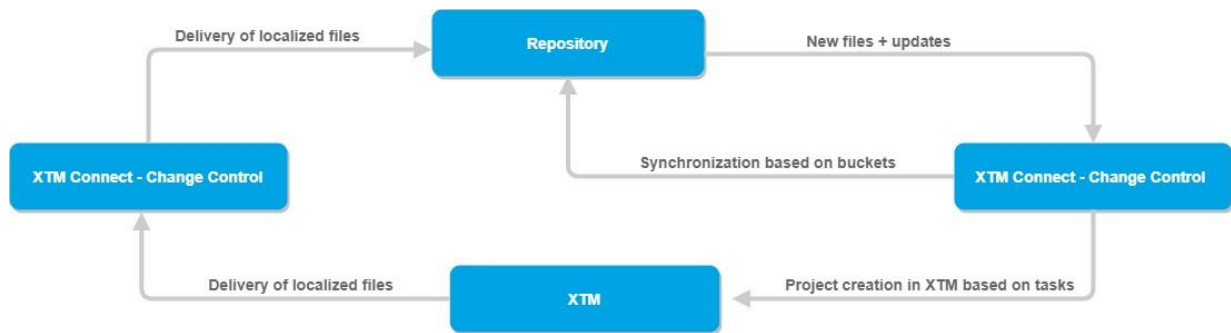 Delivery of localized files
Repository
New files + updates
XTM Connect - Change Control
Synchronization based on buckets
XTM Connect - Change Control
Delivery of localized files
XTM
Project creation in XTM based on tasks